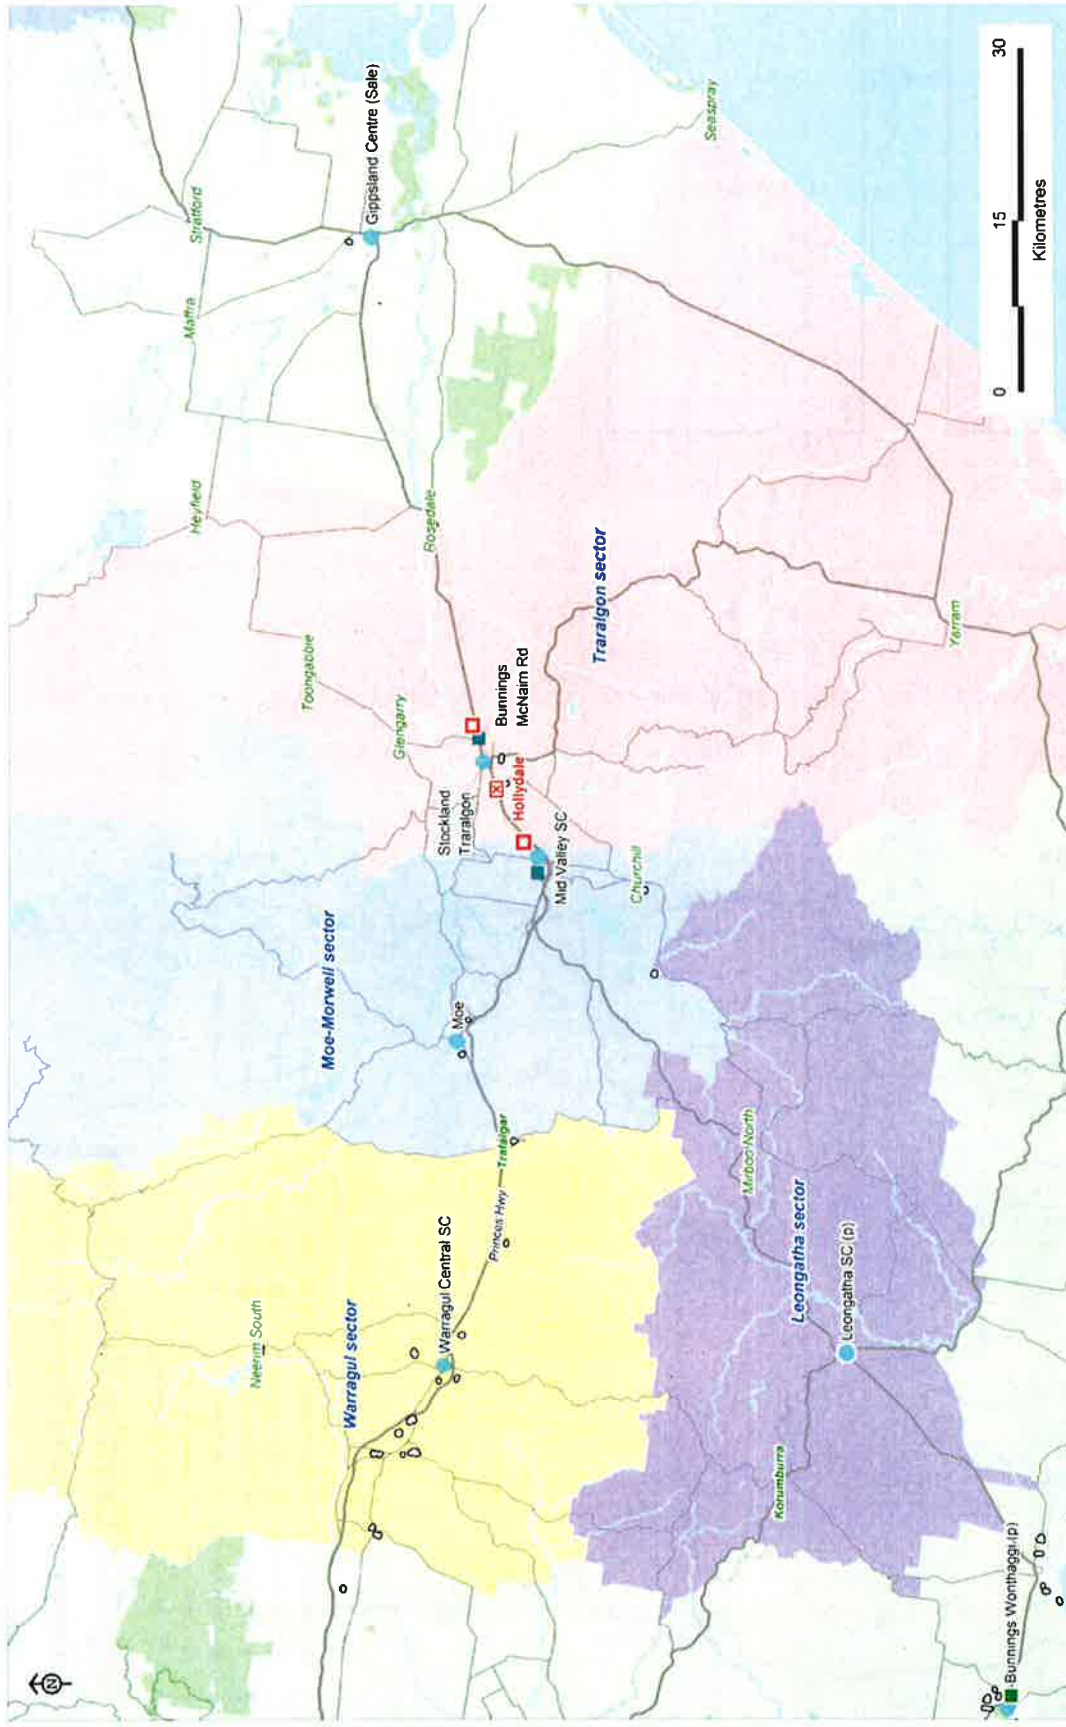 N
Stratford
Maffra
Heyfield
Gippsland Centre (Sale)
Seaspray
Rosedale
Toongabbie
Glengarry
Stockland
Traralgon
Bunnings
McNairn Rd
Hollydale
Mid Valley SC
Churchill
Traralgon sector
Yarram
Moe-Morwell sector
Moe
Trafalgar
Princes Hwy
Neerim South
Warragul sector
Warragul Central SC
Mirboo North
Leongatha sector
Leongatha SC (p)
Korumburra
Bunnings Wonthaggi (p)
0
15
30
Kilometres